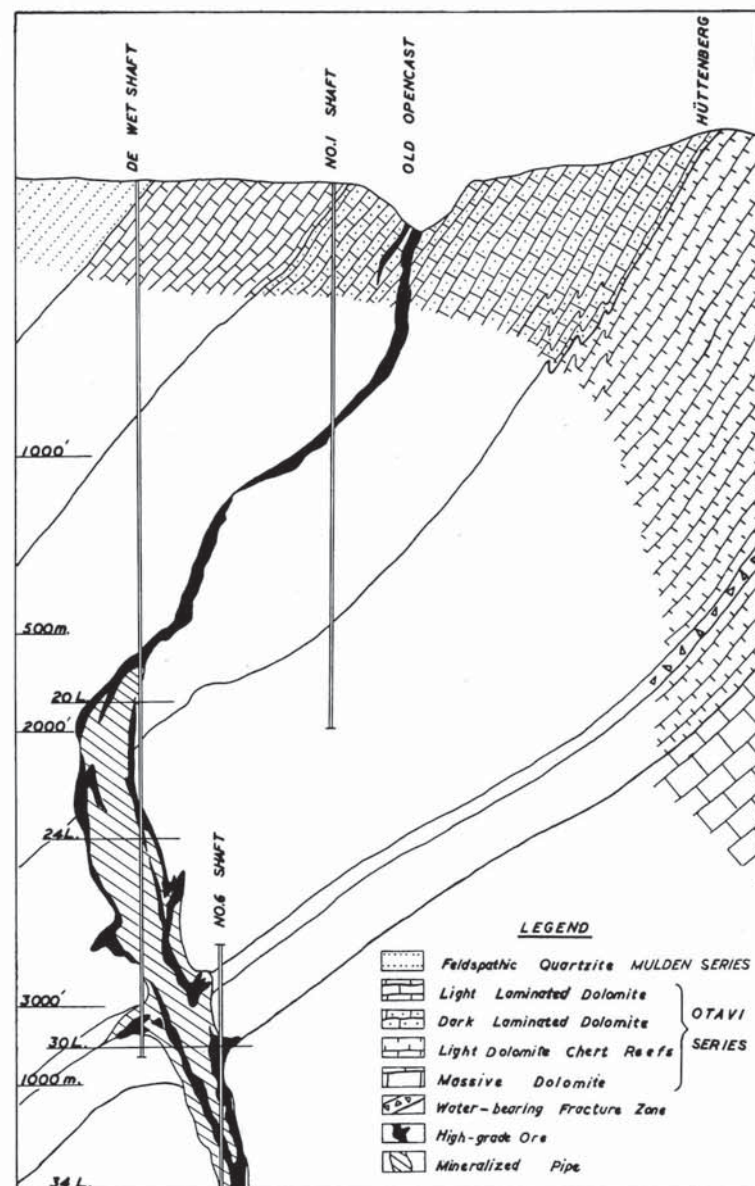 DE WET SHAFT
NO.1 SHAFT
OLD OPENCAST
HÜTTENBERG
1000'
500m.
20 L.
2000'
24 L.
NO.6 SHAFT
3000'
30 L.
1000 m.
34 L.
LEGEND
Feldspathic Quartzite MULDEN SERIES
Light Laminated Dolomite
Dark Laminated Dolomite
Light Dolomite Chert Reefs
Massive Dolomite
OTAVI
SERIES
Water-bearing Fracture Zone
High-grade Ore
Mineralized Pipe